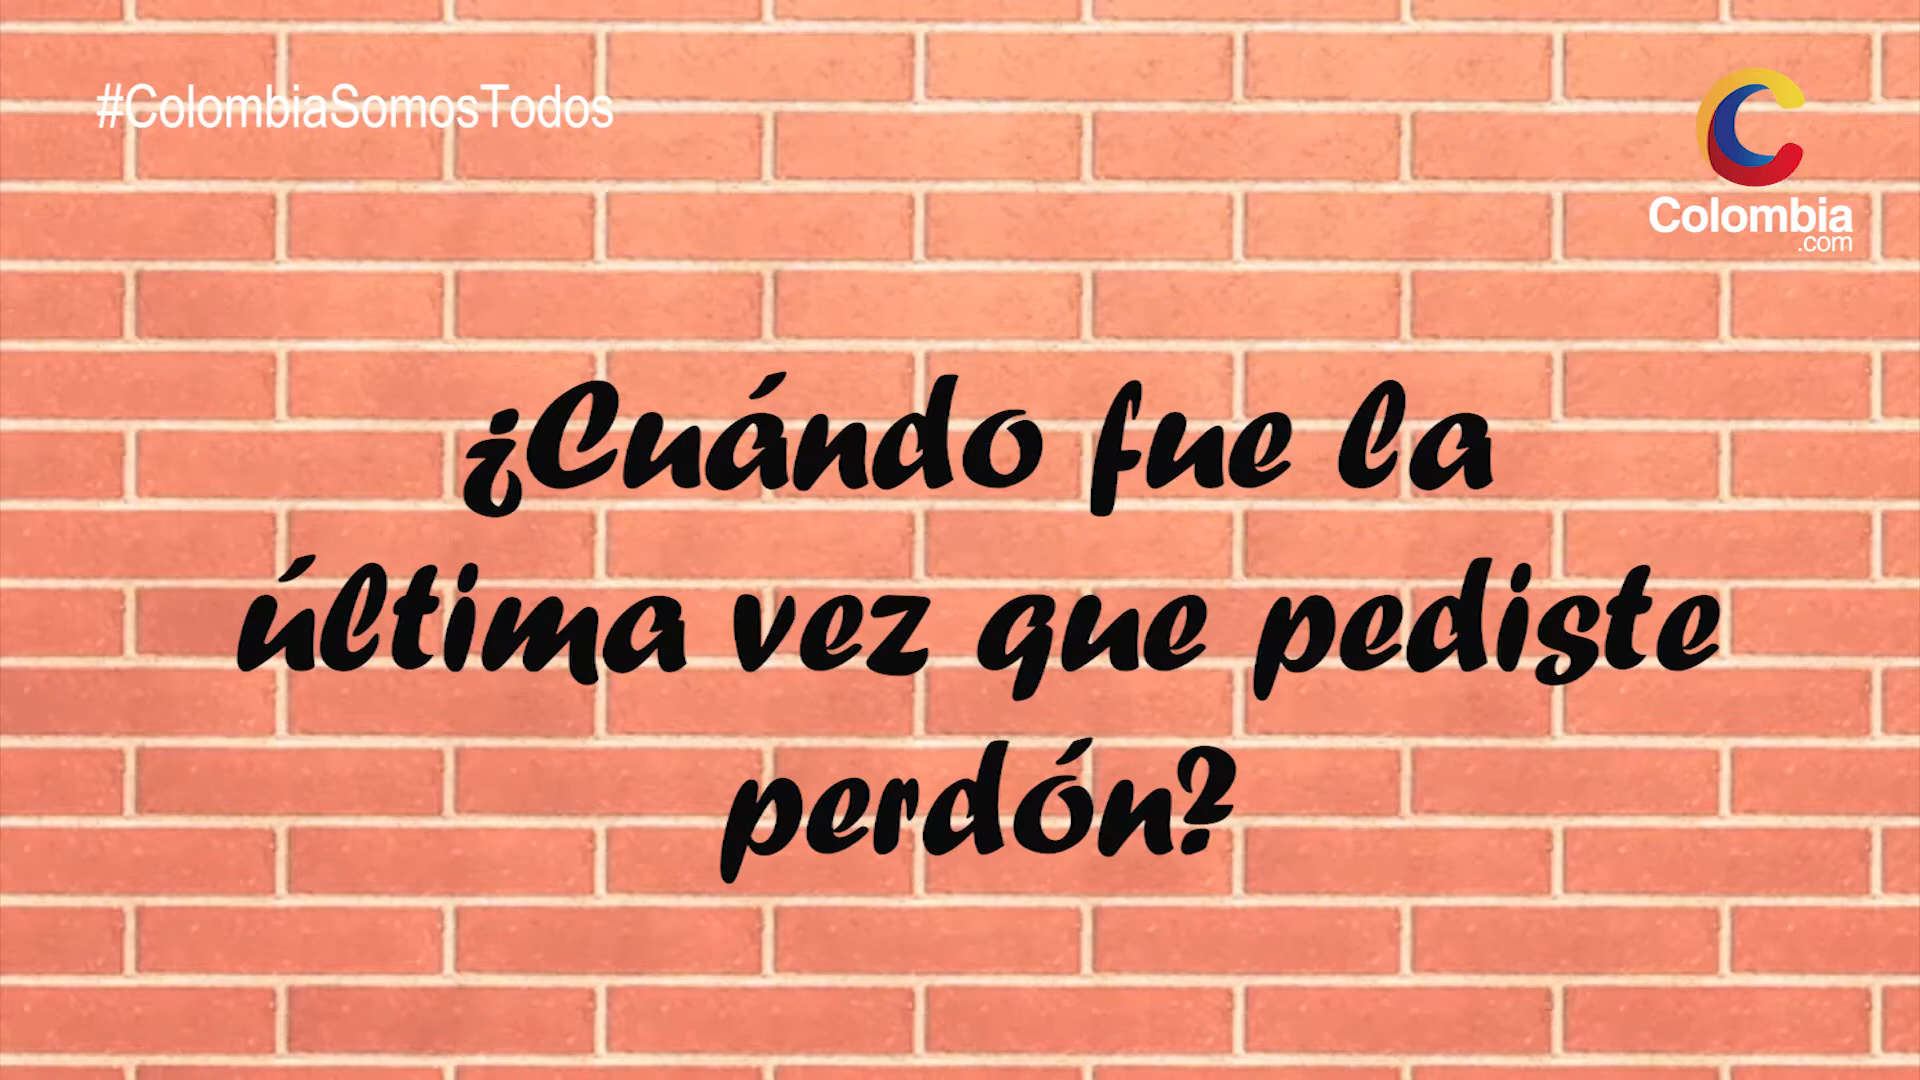 #ColombiaSomosTodos
Colombia
.com
¿Cuándo fue la
última vez que pediste
perdón?